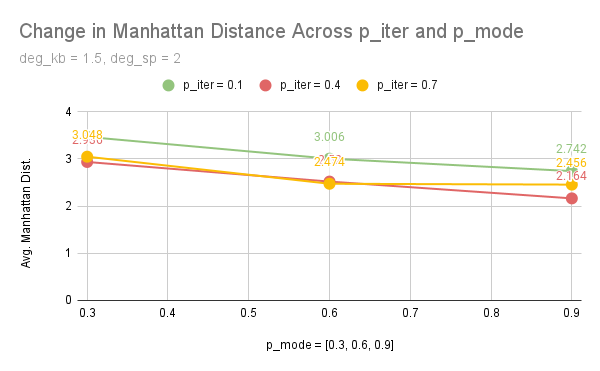 Change in Manhattan Distance Across p_iter and p_mode
deg_kb = 1.5, deg_sp = 2
p_iter = 0.1 p_iter = 0.4 p_iter = 0.7
Avg. Manhattan Dist.
4
3
2
1
0
3.048
3.006
2.474
2.742
2.456
2.164
0.3 0.4 0.5 0.6 0.7 0.8 0.9
p_mode = [0.3, 0.6, 0.9]